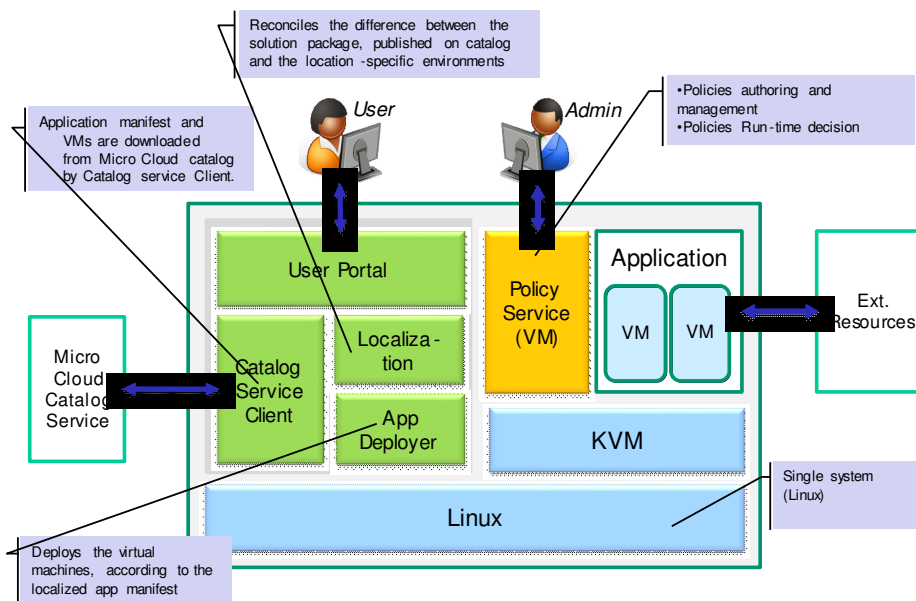 Reconciles the difference between the
solution package, published on catalog
and the location -specific environments
User
Admin
•Policies authoring and
management
•Policies Run-time decision
Application manifest and
VMs are downloaded
from Micro Cloud catalog
by Catalog service Client.
User Portal
Policy
Service
(VM)
Application
VM
VM
Ext.
Resources
Micro
Cloud
Catalog
Service
Catalog
Service
Client
Localiza -
tion
App
Deployer
KVM
Linux
Single system
(Linux)
Deploys the virtual
machines, according to the
localized app manifest